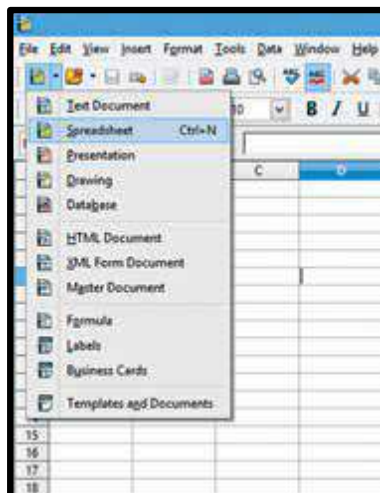 File Edit View Insert Format Tools Data Window Help
Text Document
10 B I U
Spreadsheet Ctrl+N
Presentation
Drawing
C D
Database
HTML Document
XML Form Document
Master Document
Formula
Labels
Business Cards
Templates and Documents
15
16
17
18